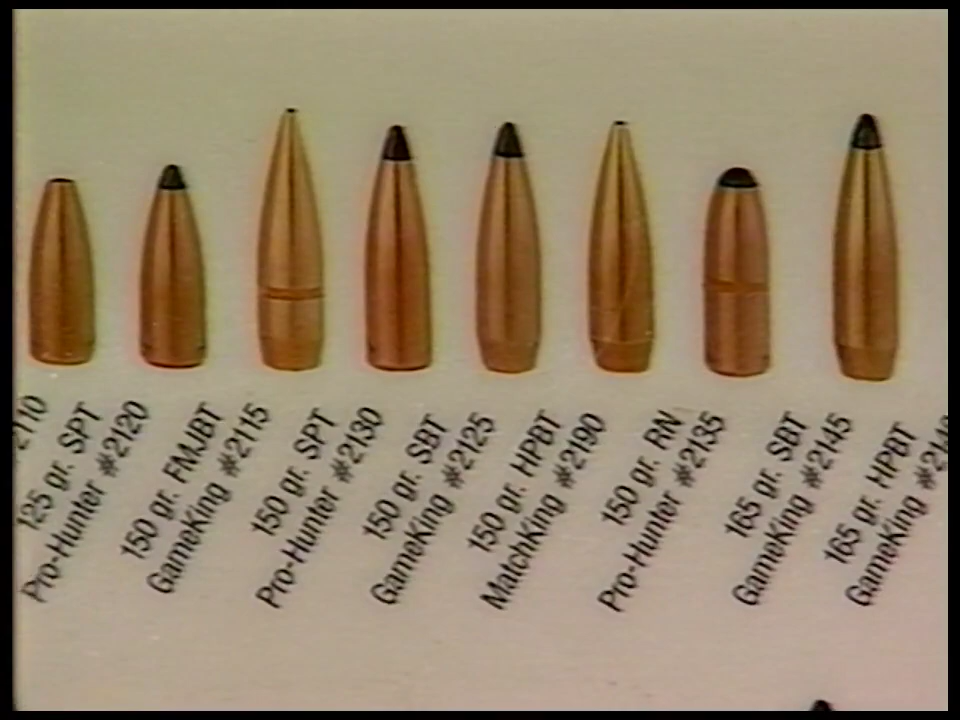 2110
125 gr. SPT
Pro-Hunter #2120
150 gr. FMJBT
GameKing #2115
150 gr. SPT
Pro-Hunter #2130
150 gr. SBT
GameKing #2125
150 gr. HPBT
MatchKing #2190
150 gr. RN
Pro-Hunter #2135
165 gr. SBT
GameKing #2145
165 gr. HPBT
GameKing #2140